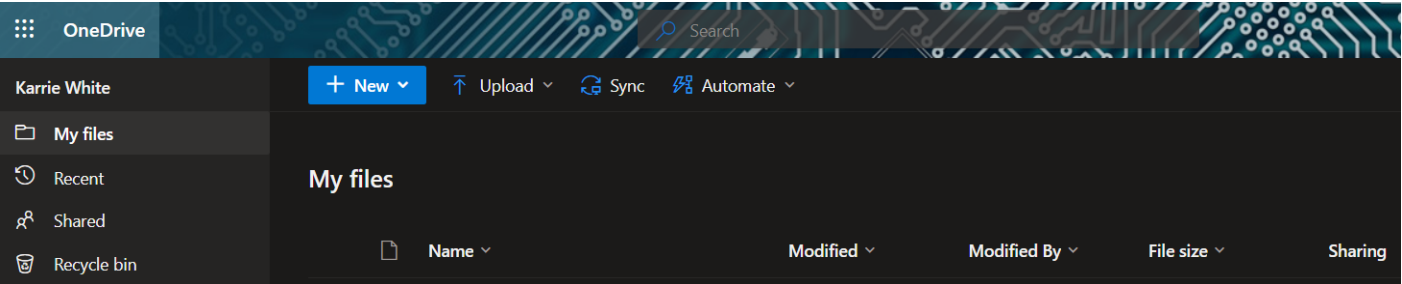 OneDrive
Search
Karrie White
New
Upload
Sync
Automate
My files
Recent
Shared
Recycle bin
My files
Name
Modified
Modified By
File size
Sharing